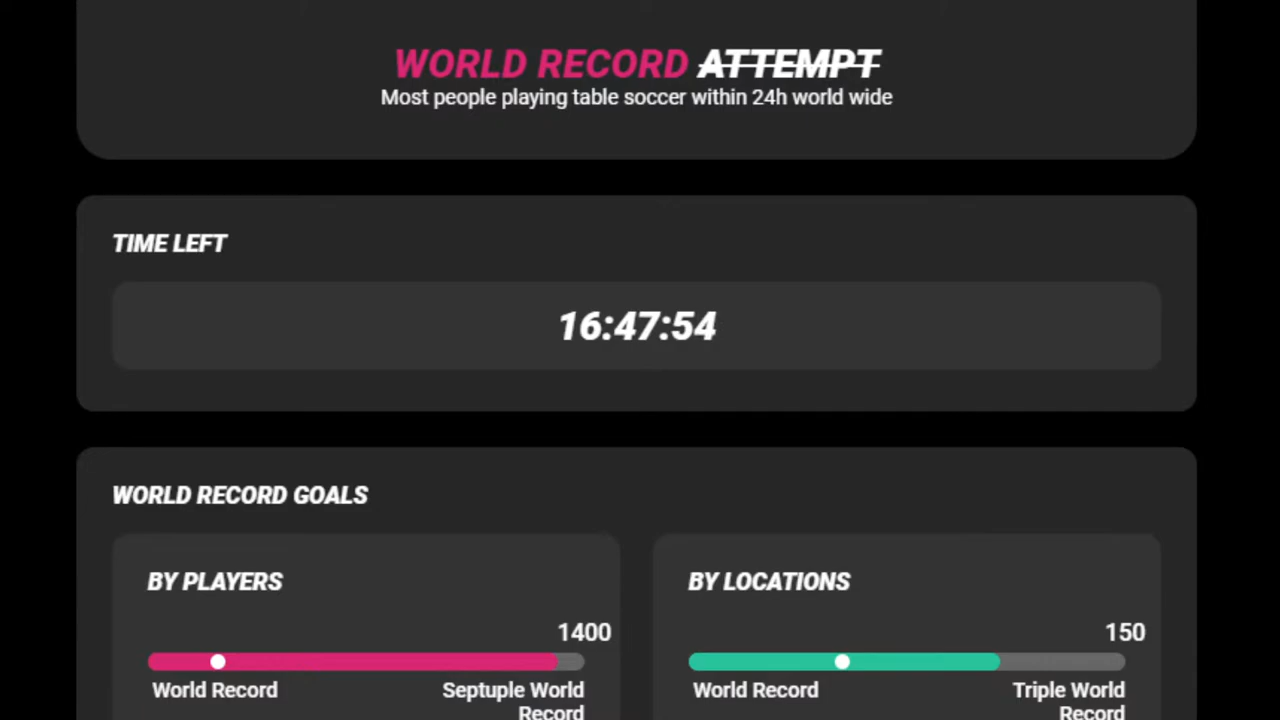 WORLD RECORD ATTEMPT
Most people playing table soccer within 24h world wide
TIME LEFT
16:47:54
WORLD RECORD GOALS
BY PLAYERS
1400
World Record
Septuple World
Record
BY LOCATIONS
150
World Record
Triple World
Record